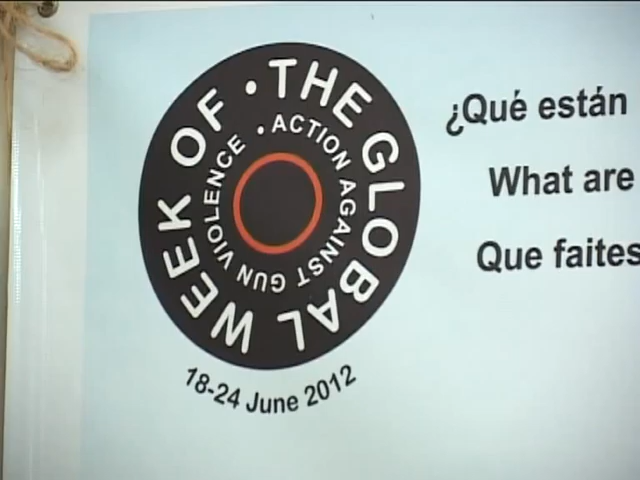 • THE GLOBAL WEEK OF
• ACTION AGAINST GUN VIOLENCE
18-24 June 2012
¿Qué están
What are
Que faites